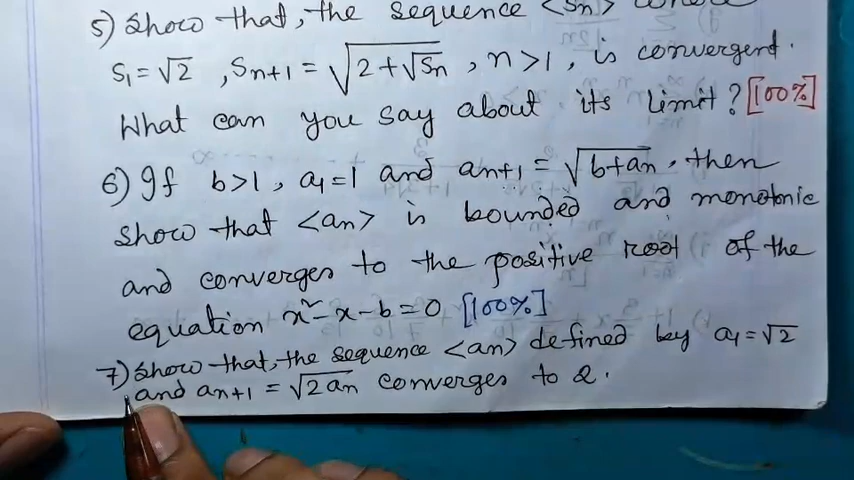 5) Show that, the sequence <Sn> where
S₁ = √2 , Sn+1 = √(2 + √Sn) , n > 1 , is convergent.
What can you say about its limit? [100%]
6) If b>1, a₁=1 and an+1 = √(b+an), then
show that <an> is bounded and monotonic
and converges to the positive root of the
equation x² - x - b = 0 [100%]
7) Show that, the sequence <an> defined by a₁ = √2
and an+1 = √(2an) converges to 2.